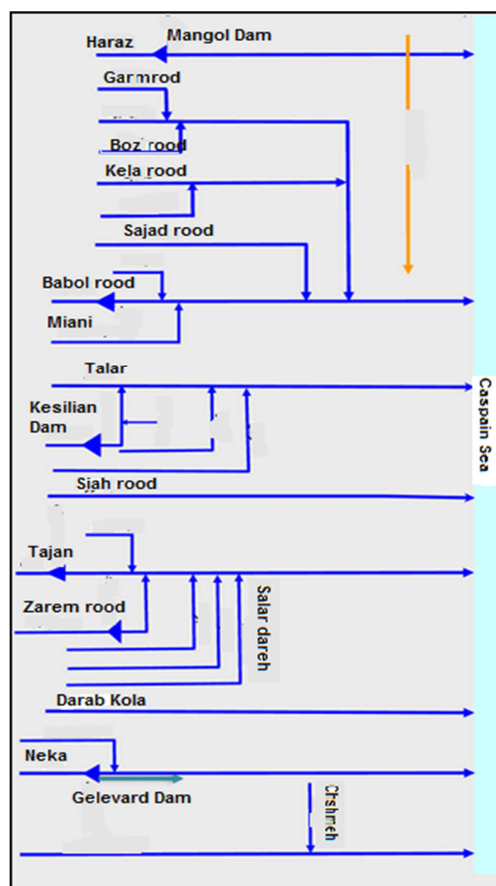 Mangol Dam
Haraz
Garmrod
Boz rood
Kela rood
Sajad rood
Babol rood
Miani
Talar
Kesilian
Dam
Caspain Sea
Siah rood
Tajan
Zarem rood
Salar dareh
Darab Kola
Neka
Gelevard Dam